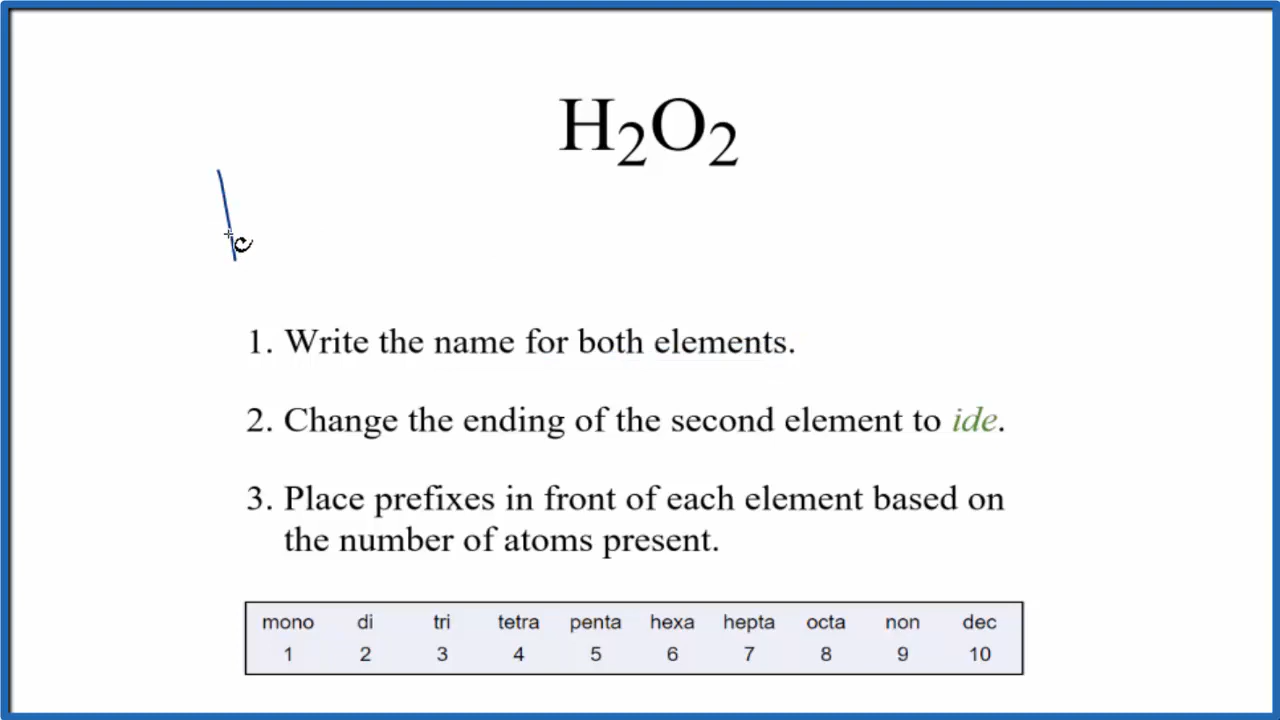 H₂O₂
1. Write the name for both elements.
2. Change the ending of the second element to ide.
3. Place prefixes in front of each element based on
the number of atoms present.
mono di tri tetra penta hexa hepta octa non dec
1 2 3 4 5 6 7 8 9 10